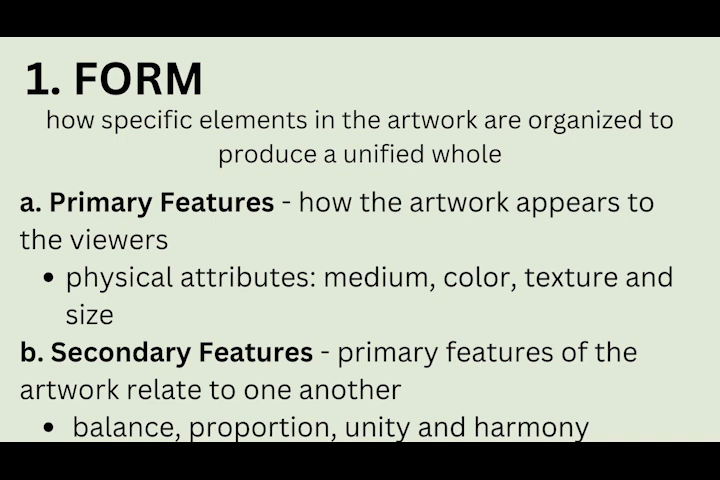 1. FORM
how specific elements in the artwork are organized to
produce a unified whole
a. Primary Features - how the artwork appears to
the viewers
• physical attributes: medium, color, texture and
size
b. Secondary Features - primary features of the
artwork relate to one another
• balance, proportion, unity and harmony